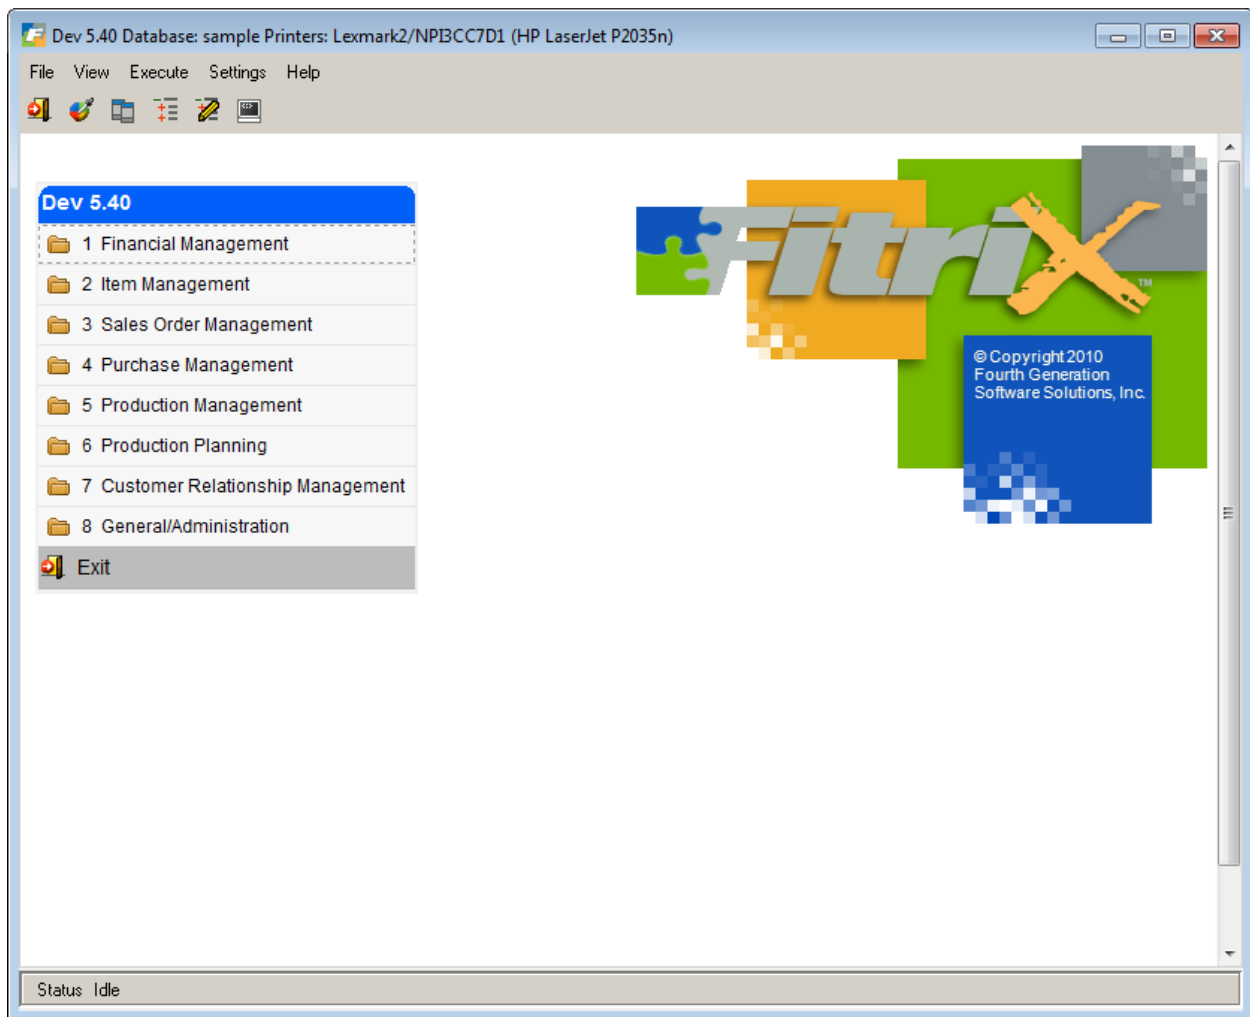 Dev 5.40 Database: sample Printers: Lexmark2/NPI3CC7D1 (HP LaserJet P2035n)
File View Execute Settings Help
Dev 5.40
1 Financial Management
2 Item Management
3 Sales Order Management
4 Purchase Management
5 Production Management
6 Production Planning
7 Customer Relationship Management
8 General/Administration
Exit
FitriX™
© Copyright 2010
Fourth Generation
Software Solutions, Inc.
Status Idle